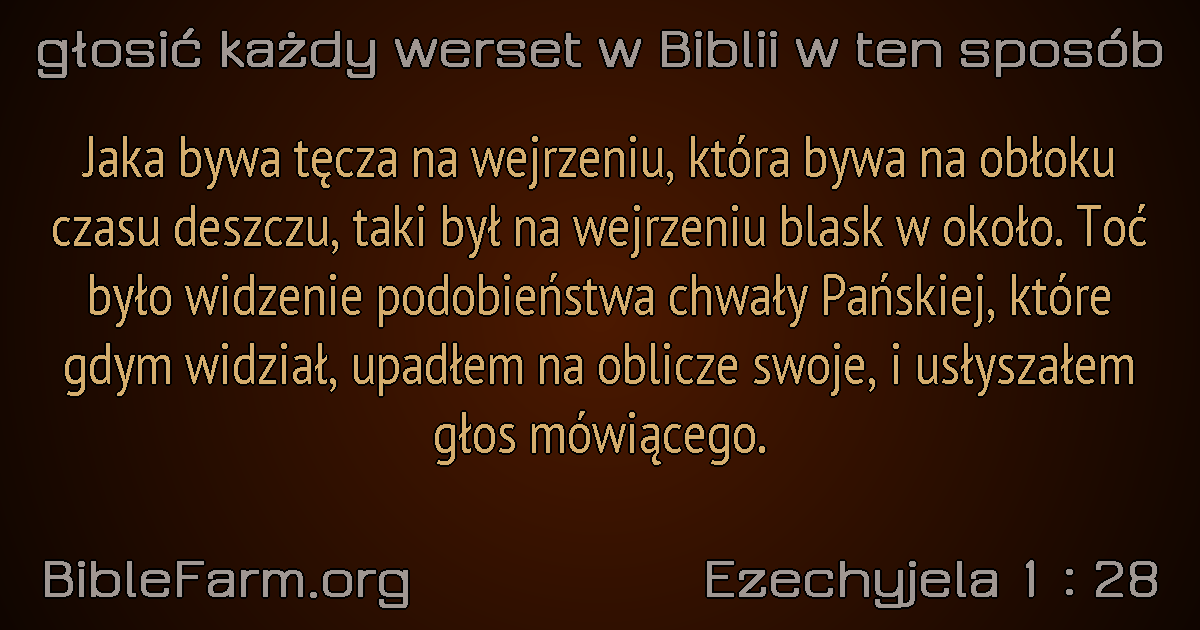 głosić każdy werset w Biblii w ten sposób
Jaka bywa tęcza na wejrzeniu, która bywa na obłoku
czasu deszczu, taki był na wejrzeniu blask w około. Toć
było widzenie podobieństwa chwały Pańskiej, które
gdym widział, upadłem na oblicze swoje, i usłyszałem
głos mówiącego.
BibleFarm.org
Ezechyjela 1 : 28